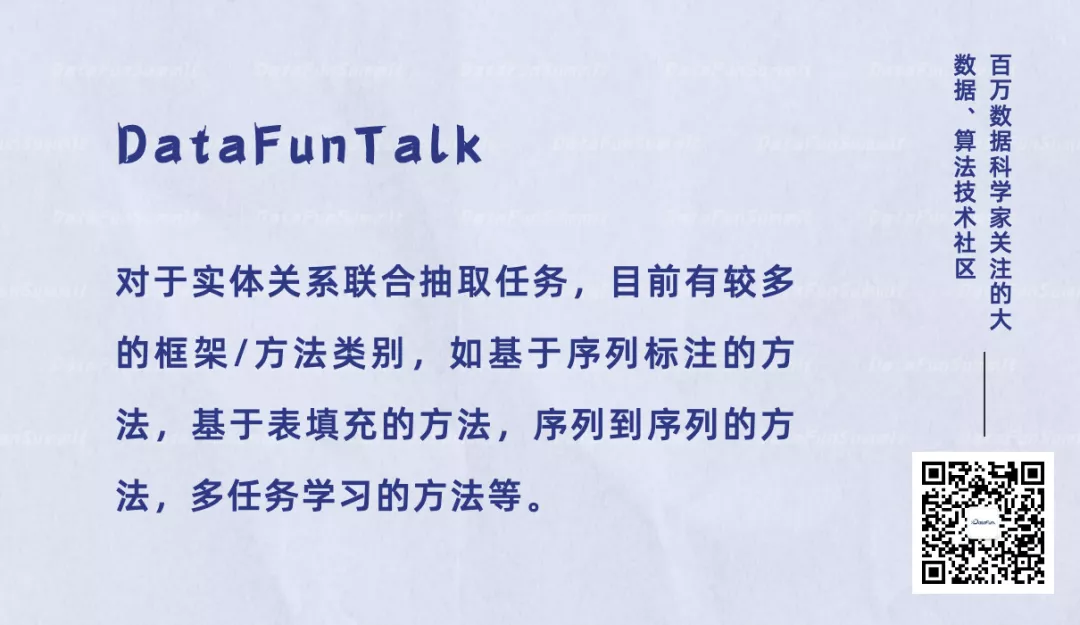 DataFunTalk
对于实体关系联合抽取任务，目前有较多
的框架/方法类别，如基于序列标注的方
法，基于表填充的方法，序列到序列的方
法，多任务学习的方法等。
百万数据科学家关注的大
数据、算法技术社区
DataFun.
DataFunSummit